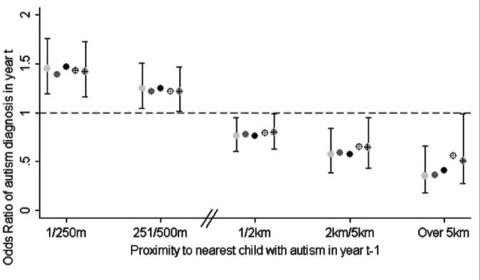 Odds Ratio of autism diagnosis in year t
2
1.5
1
.5
0
1/250m
251/500m
1/2km
2km/5km
Over 5km
Proximity to nearest child with autism in year t-1